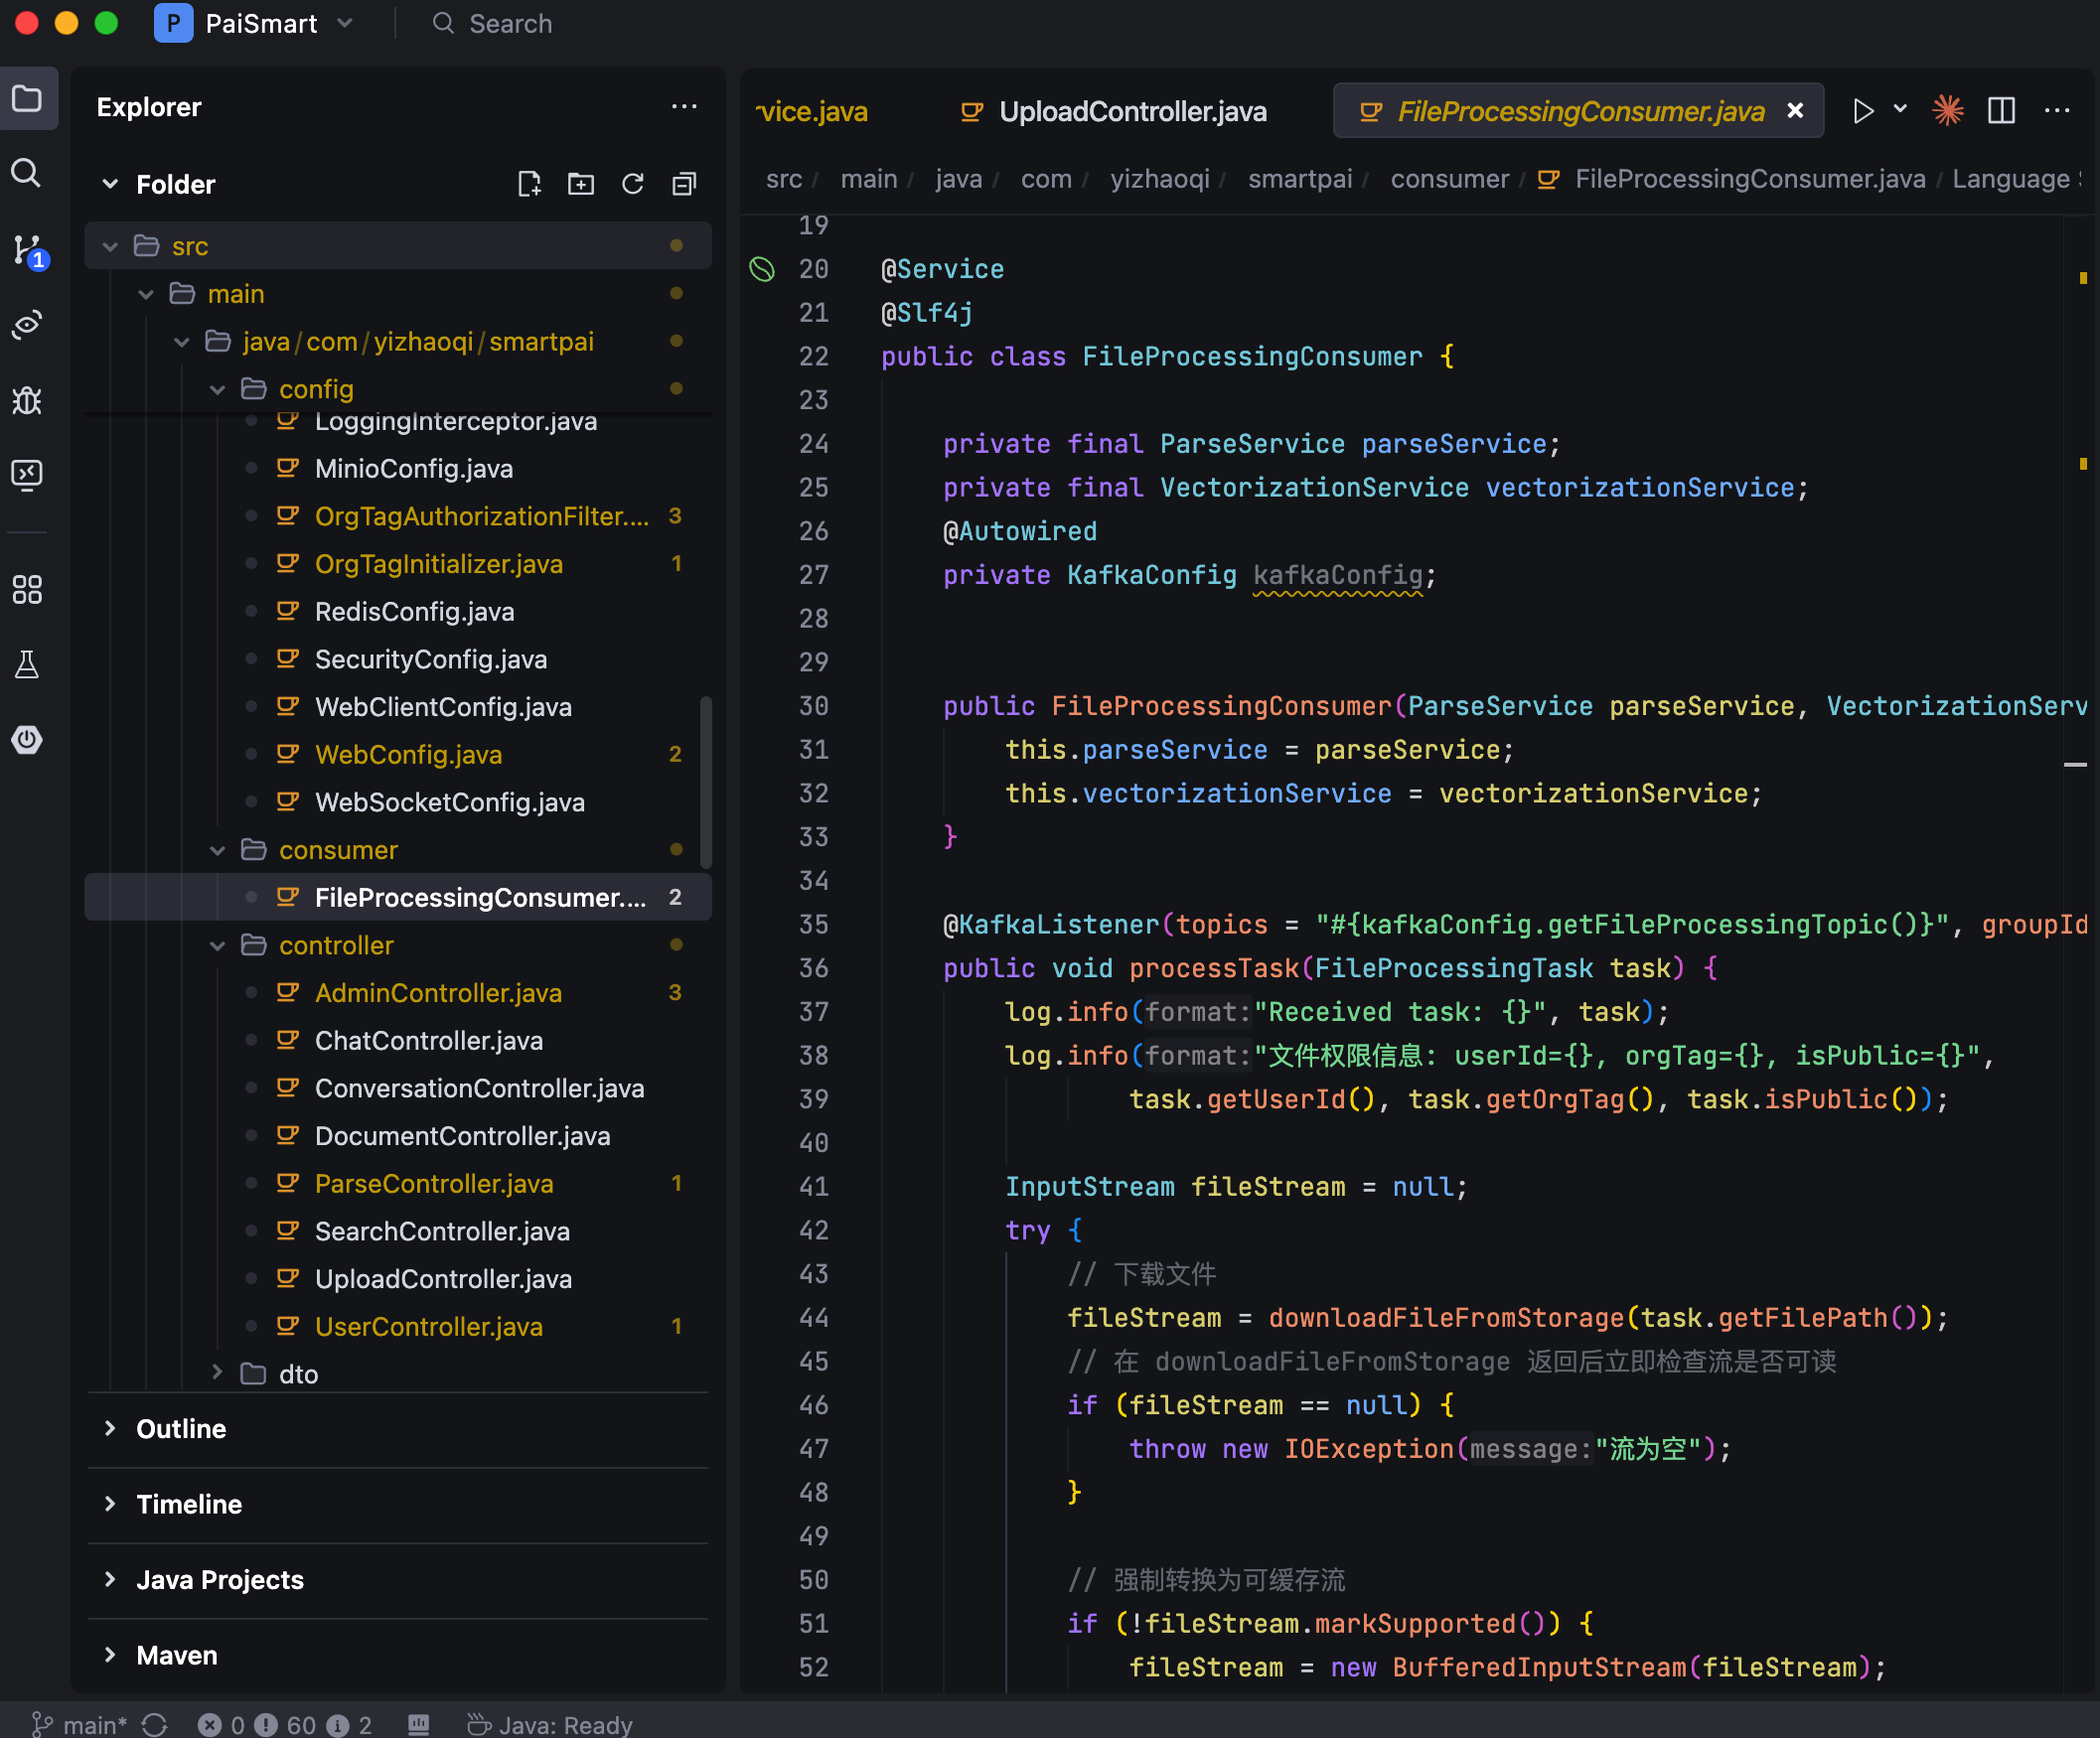 P PaiSmart Search
Explorer
Folder
src
main
java/com/yizhaoqi/smartpai
config
LoggingInterceptor.java
MinioConfig.java
OrgTagAuthorizationFilter.... 3
OrgTagInitializer.java 1
RedisConfig.java
SecurityConfig.java
WebClientConfig.java
WebConfig.java 2
WebSocketConfig.java
consumer
FileProcessingConsumer.... 2
controller
AdminController.java 3
ChatController.java
ConversationController.java
DocumentController.java
ParseController.java 1
SearchController.java
UploadController.java
UserController.java 1
dto
Outline
Timeline
Java Projects
Maven
1
rvice.java UploadController.java FileProcessingConsumer.java
src / main / java / com / yizhaoqi / smartpai / consumer / FileProcessingConsumer.java / Language
19
20 @Service
21 @Slf4j
22 public class FileProcessingConsumer {
23
24 private final ParseService parseService;
25 private final VectorizationService vectorizationService;
26 @Autowired
27 private KafkaConfig kafkaConfig;
28
29
30 public FileProcessingConsumer(ParseService parseService, VectorizationServ
31 this.parseService = parseService;
32 this.vectorizationService = vectorizationService;
33 }
34
35 @KafkaListener(topics = "#{kafkaConfig.getFileProcessingTopic()}", groupId
36 public void processTask(FileProcessingTask task) {
37 log.info(format:"Received task: {}", task);
38 log.info(format:"文件权限信息: userId={}, orgTag={}, isPublic={}",
39 task.getUserId(), task.getOrgTag(), task.isPublic());
40
41 InputStream fileStream = null;
42 try {
43 // 下载文件
44 fileStream = downloadFileFromStorage(task.getFilePath());
45 // 在 downloadFileFromStorage 返回后立即检查流是否可读
46 if (fileStream == null) {
47 throw new IOException(message:"流为空");
48 }
49
50 // 强制转换为可缓存流
51 if (!fileStream.markSupported()) {
52 fileStream = new BufferedInputStream(fileStream);
main* 0 60 2 Java: Ready